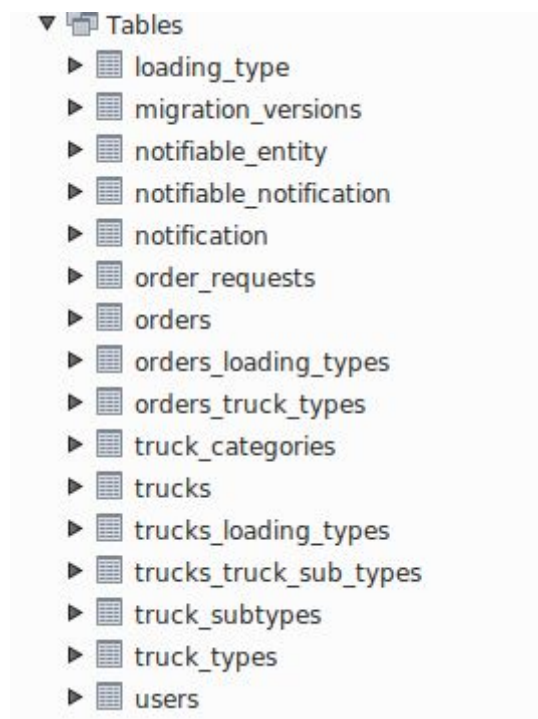 Tables
loading_type
migration_versions
notifiable_entity
notifiable_notification
notification
order_requests
orders
orders_loading_types
orders_truck_types
truck_categories
trucks
trucks_loading_types
trucks_truck_sub_types
truck_subtypes
truck_types
users